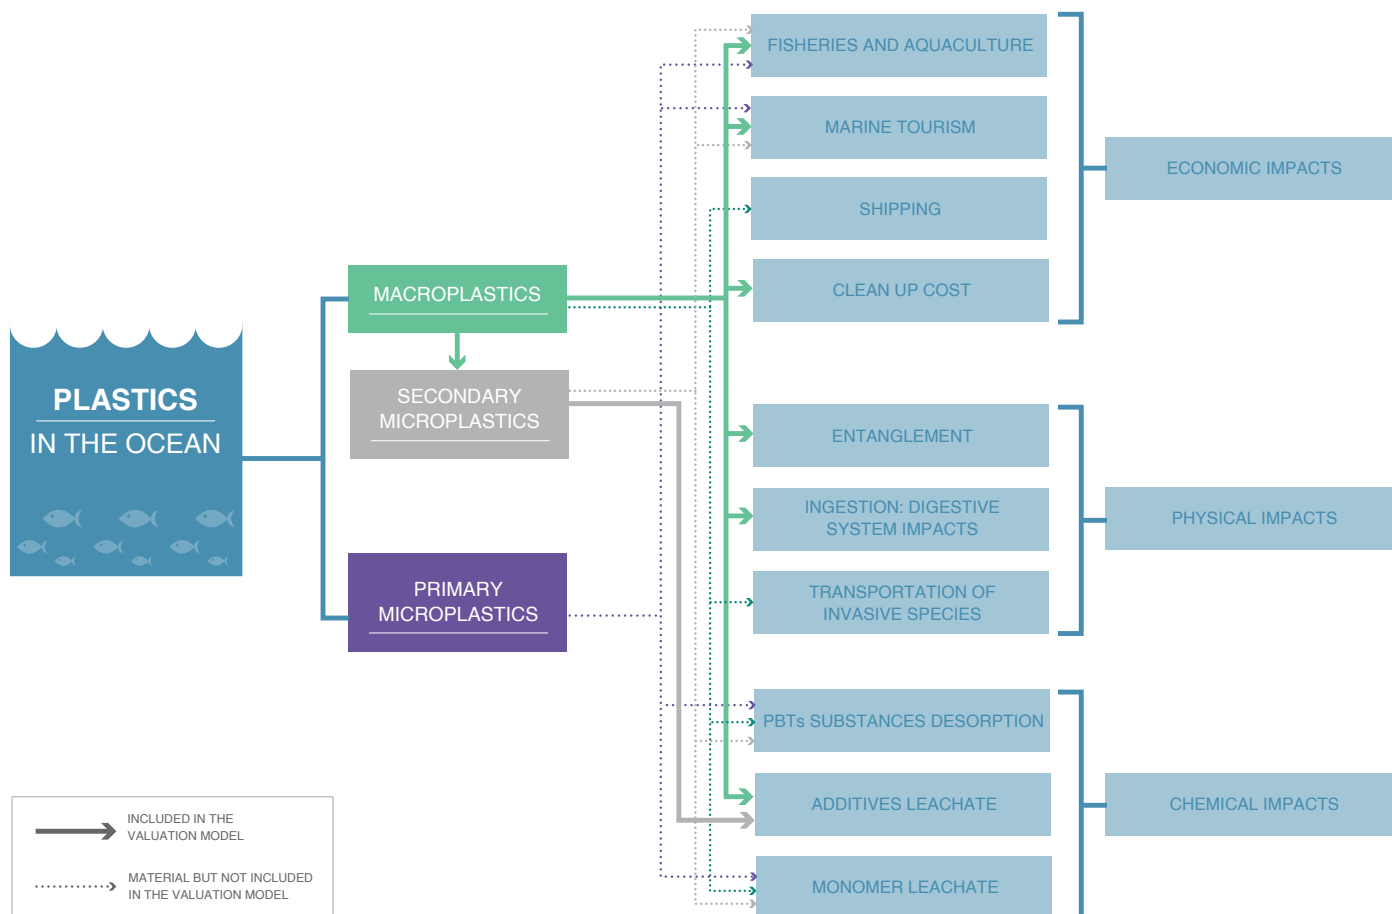 PLASTICS
IN THE OCEAN
MACROPLASTICS
SECONDARY
MICROPLASTICS
PRIMARY
MICROPLASTICS
FISHERIES AND AQUACULTURE
MARINE TOURISM
SHIPPING
CLEAN UP COST
ECONOMIC IMPACTS
ENTANGLEMENT
INGESTION: DIGESTIVE
SYSTEM IMPACTS
TRANSPORTATION OF
INVASIVE SPECIES
PHYSICAL IMPACTS
PBTs SUBSTANCES DESORPTION
ADDITIVES LEACHATE
MONOMER LEACHATE
CHEMICAL IMPACTS
INCLUDED IN THE
VALUATION MODEL
MATERIAL BUT NOT INCLUDED
IN THE VALUATION MODEL